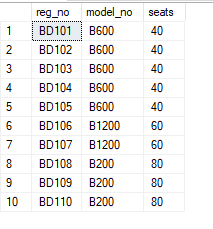 reg_no model_no seats
1 BD101 B600 40
2 BD102 B600 40
3 BD103 B600 40
4 BD104 B600 40
5 BD105 B600 40
6 BD106 B1200 60
7 BD107 B1200 60
8 BD108 B200 80
9 BD109 B200 80
10 BD110 B200 80